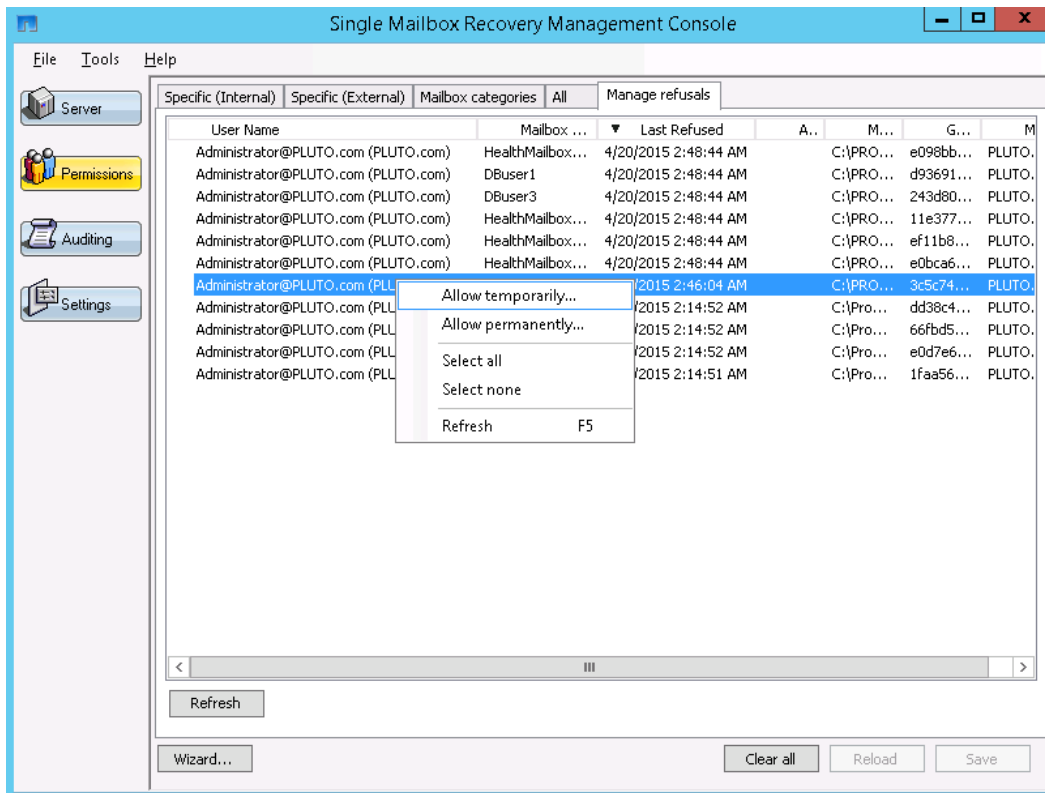 Single Mailbox Recovery Management Console
File Tools Help
Server
Permissions
Auditing
Settings
Specific (Internal) Specific (External) Mailbox categories All Manage refusals
User Name Mailbox ... ▼ Last Refused A.. M... G... M
Administrator@PLUTO.com (PLUTO.com) HealthMailbox... 4/20/2015 2:48:44 AM C:\PRO... e098bb... PLUTO.
Administrator@PLUTO.com (PLUTO.com) DBuser1 4/20/2015 2:48:44 AM C:\PRO... d93691... PLUTO.
Administrator@PLUTO.com (PLUTO.com) DBuser3 4/20/2015 2:48:44 AM C:\PRO... 243d80... PLUTO.
Administrator@PLUTO.com (PLUTO.com) HealthMailbox... 4/20/2015 2:48:44 AM C:\PRO... 11e377... PLUTO.
Administrator@PLUTO.com (PLUTO.com) HealthMailbox... 4/20/2015 2:48:44 AM C:\PRO... ef11b8... PLUTO.
Administrator@PLUTO.com (PLUTO.com) HealthMailbox... 4/20/2015 2:48:44 AM C:\PRO... e0bca6... PLUTO.
Administrator@PLUTO.com (PLU /2015 2:46:04 AM C:\PRO... 3c5c74... PLUTO.
Administrator@PLUTO.com (PLU /2015 2:14:52 AM C:\Pro... dd38c4... PLUTO.
Administrator@PLUTO.com (PLU /2015 2:14:52 AM C:\Pro... 66fbd5... PLUTO.
Administrator@PLUTO.com (PLU /2015 2:14:52 AM C:\Pro... e0d7e6... PLUTO.
Administrator@PLUTO.com (PLU /2015 2:14:51 AM C:\Pro... 1faa56... PLUTO.
Allow temporarily...
Allow permanently...
Select all
Select none
Refresh F5
Refresh
Wizard... Clear all Reload Save